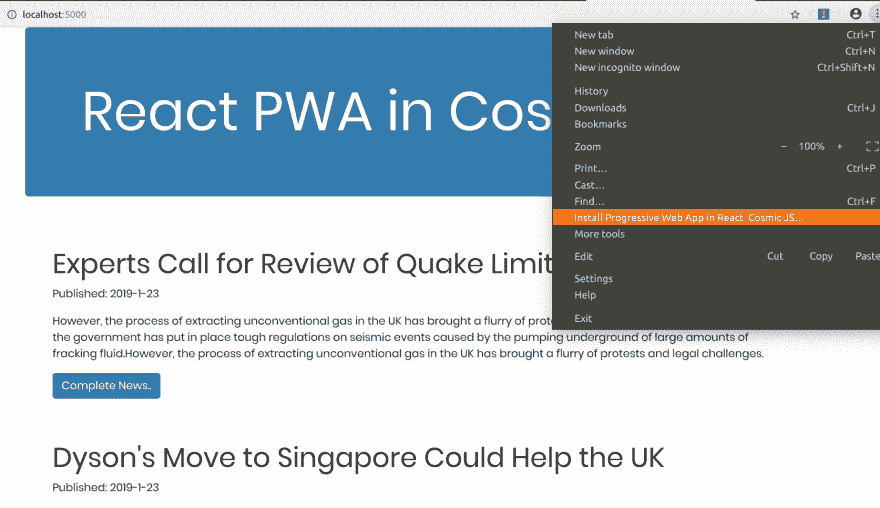 localhost:5000
React PWA in Cos
New tab Ctrl+T
New window Ctrl+N
New incognito window Ctrl+Shift+N
History
Downloads Ctrl+J
Bookmarks
Zoom − 100% +
Print... Ctrl+P
Cast...
Find... Ctrl+F
Install Progressive Web App in React Cosmic JS...
More tools
Edit Cut Copy Paste
Settings
Help
Exit
Experts Call for Review of Quake Limit
Published: 2019-1-23
However, the process of extracting unconventional gas in the UK has brought a flurry of prote
the government has put in place tough regulations on seismic events caused by the pumping underground of large amounts of
fracking fluid.However, the process of extracting unconventional gas in the UK has brought a flurry of protests and legal challenges.
Complete News..
Dyson's Move to Singapore Could Help the UK
Published: 2019-1-23